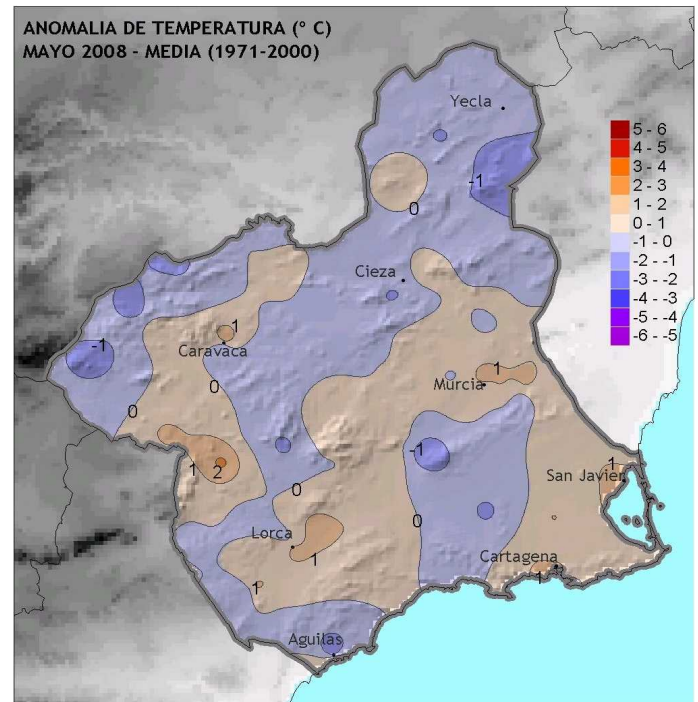 ANOMALIA DE TEMPERATURA (° C)
MAYO 2008 - MEDIA (1971-2000)
Yecla
5 - 6
4 - 5
3 - 4
2 - 3
1 - 2
0 - 1
-1 - 0
-2 - -1
-3 - -2
-4 - -3
-5 - -4
-6 - -5
-1
0
Cieza
1
Caravaca
-1
0
1
Murcia
0
-1
1
2
1
San Javier
0
0
Lorca
1
Cartagena
1
1
Aguilas